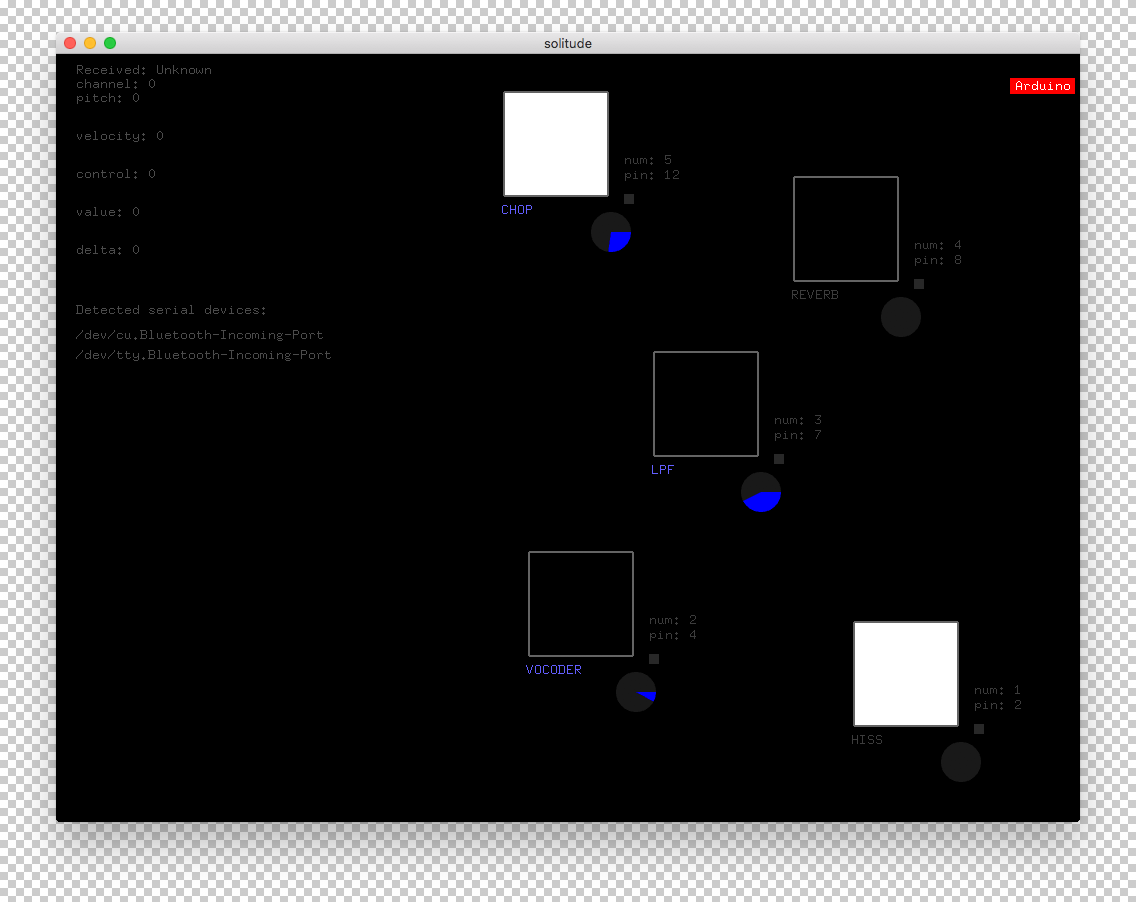 solitude
Received: Unknown
channel: 0
pitch: 0
velocity: 0
control: 0
value: 0
delta: 0
Detected serial devices:
/dev/cu.Bluetooth-Incoming-Port
/dev/tty.Bluetooth-Incoming-Port
Arduino
num: 5
pin: 12
CHOP
num: 4
pin: 8
REVERB
num: 3
pin: 7
LPF
num: 2
pin: 4
VOCODER
num: 1
pin: 2
HISS